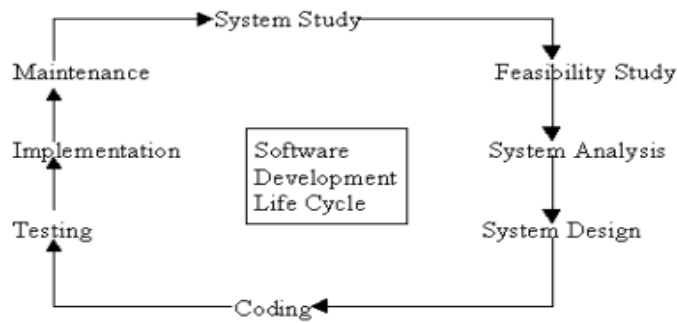 System Study
Maintenance
Feasibility Study
Implementation
Software
Development
Life Cycle
System Analysis
Testing
System Design
Coding